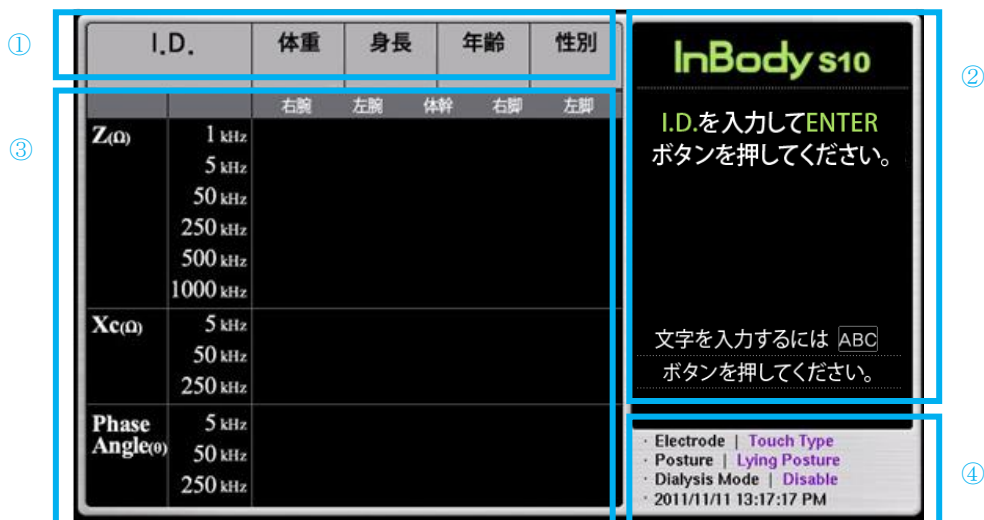 ①
I.D. 体重 身長 年齢 性別
右腕 左腕 体幹 右脚 左脚
③
Z(Ω) 1 kHz
5 kHz
50 kHz
250 kHz
500 kHz
1000 kHz
Xc(Ω) 5 kHz
50 kHz
250 kHz
Phase Angle(θ) 5 kHz
50 kHz
250 kHz
②
InBody S10
I.D.を入力してENTER
ボタンを押してください。
文字を入力するには ABC
ボタンを押してください。
④
· Electrode | Touch Type
· Posture | Lying Posture
· Dialysis Mode | Disable
· 2011/11/11 13:17:17 PM